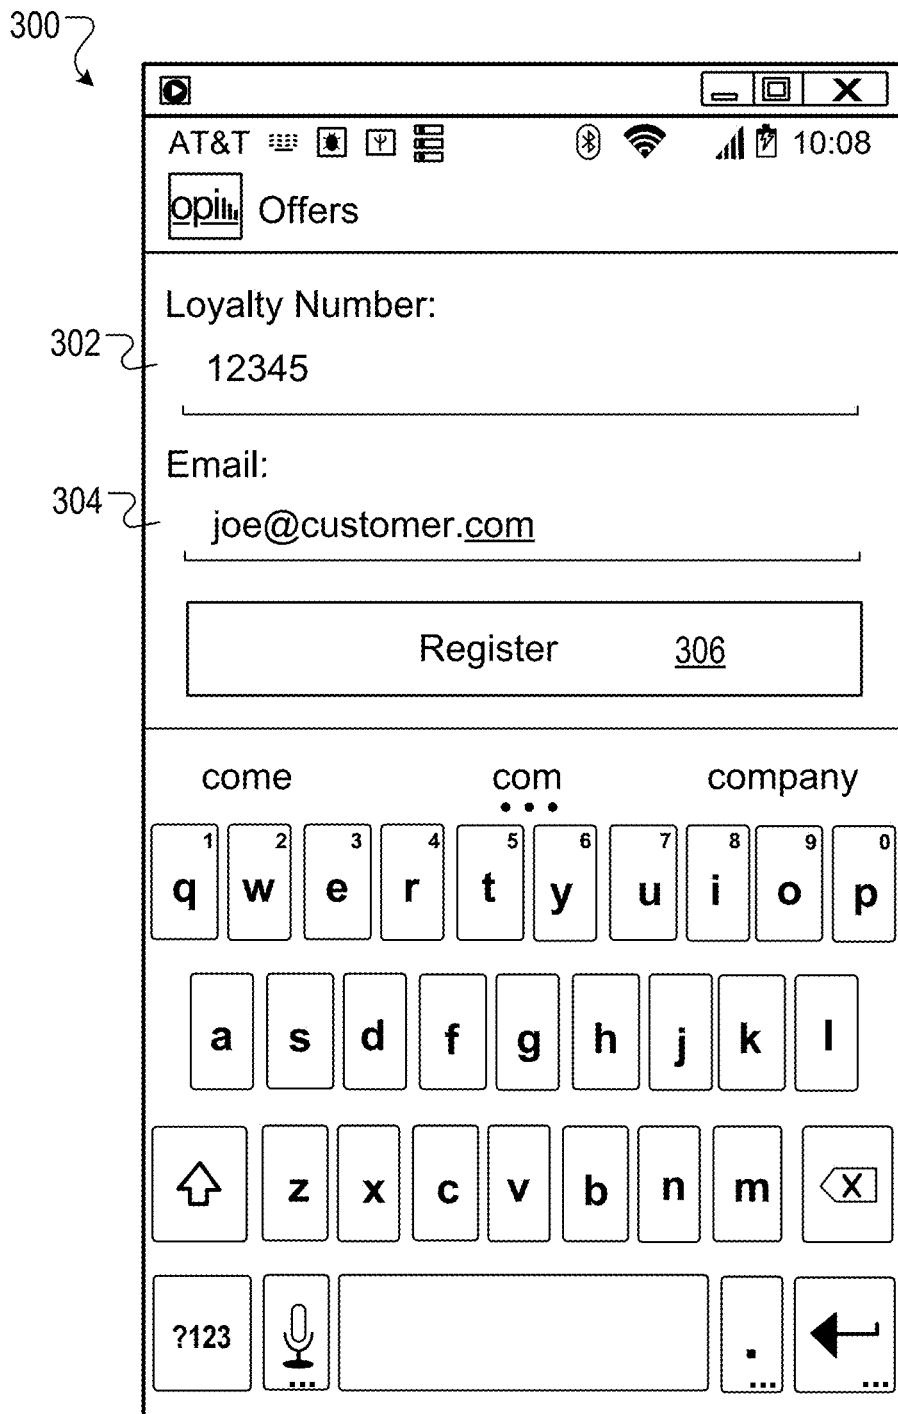 300
AT&T 10:08
opi Offers
Loyalty Number:
302
12345
Email:
304
joe@customer.com
Register 306
come com company
1 2 3 4 5 6 7 8 9 0
q w e r t y u i o p
a s d f g h j k l
z x c v b n m X
?123 . ...